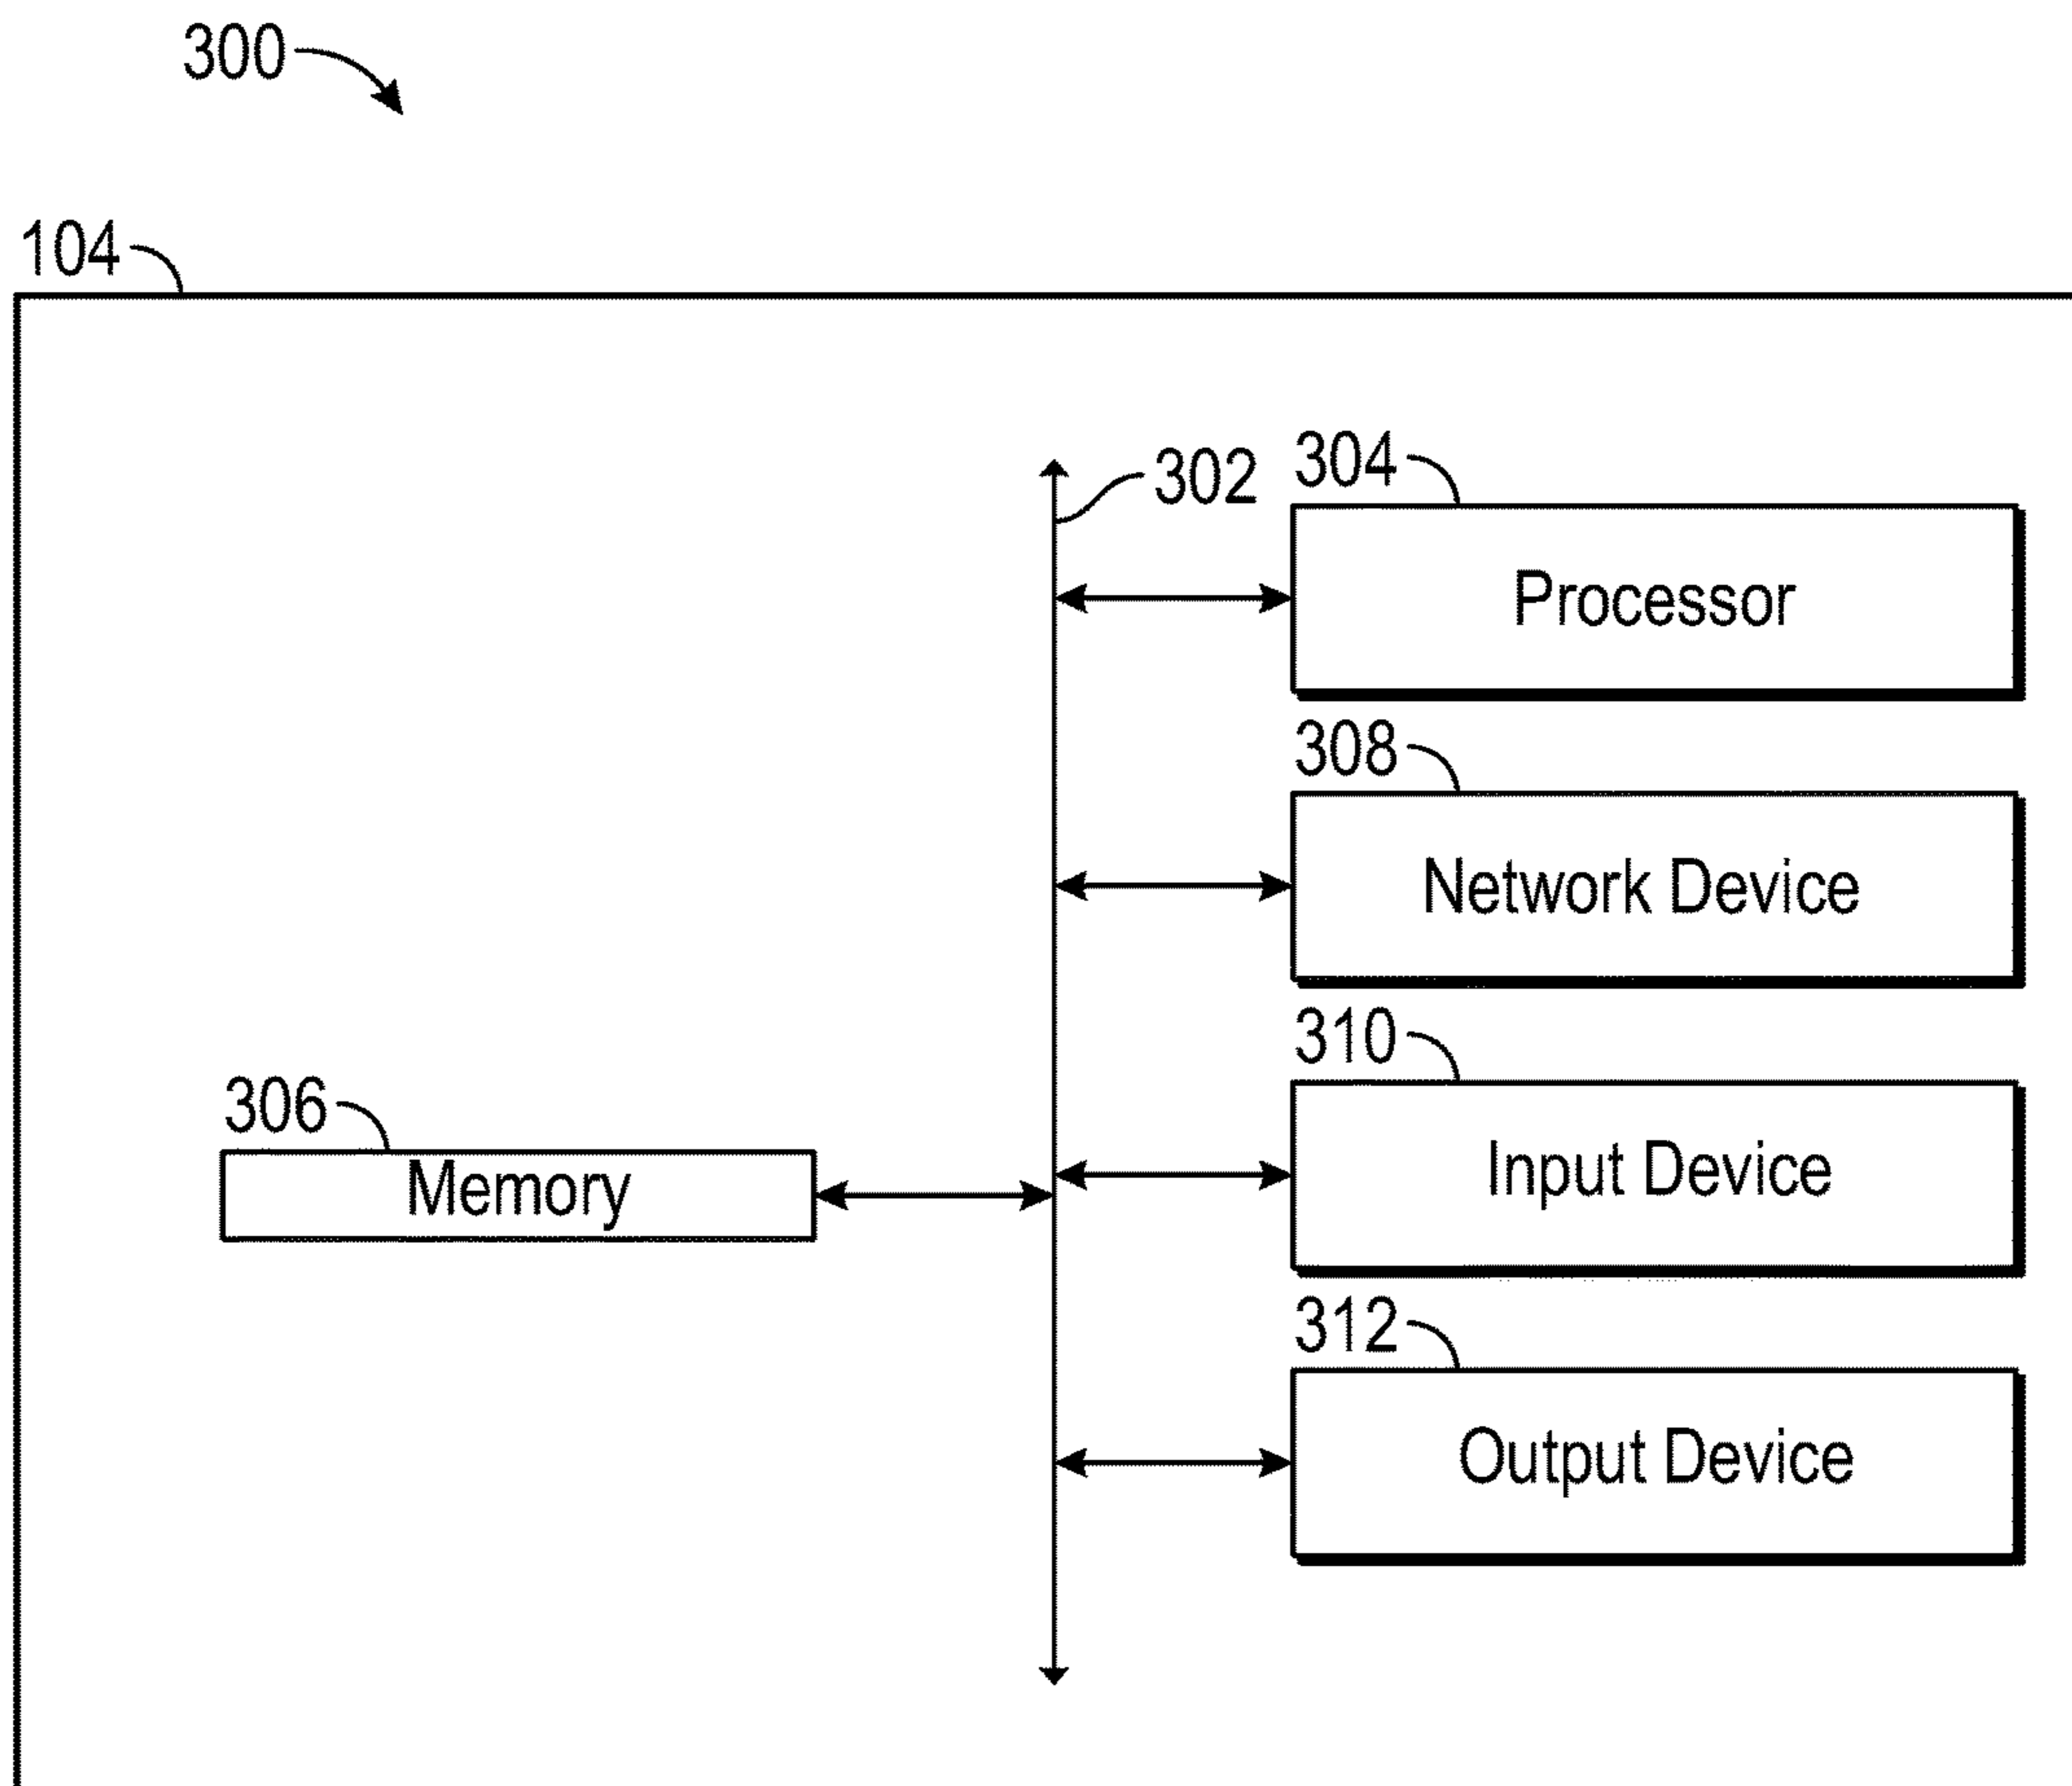 300
104
302
304
Processor
308
Network Device
310
Input Device
306
Memory
312
Output Device